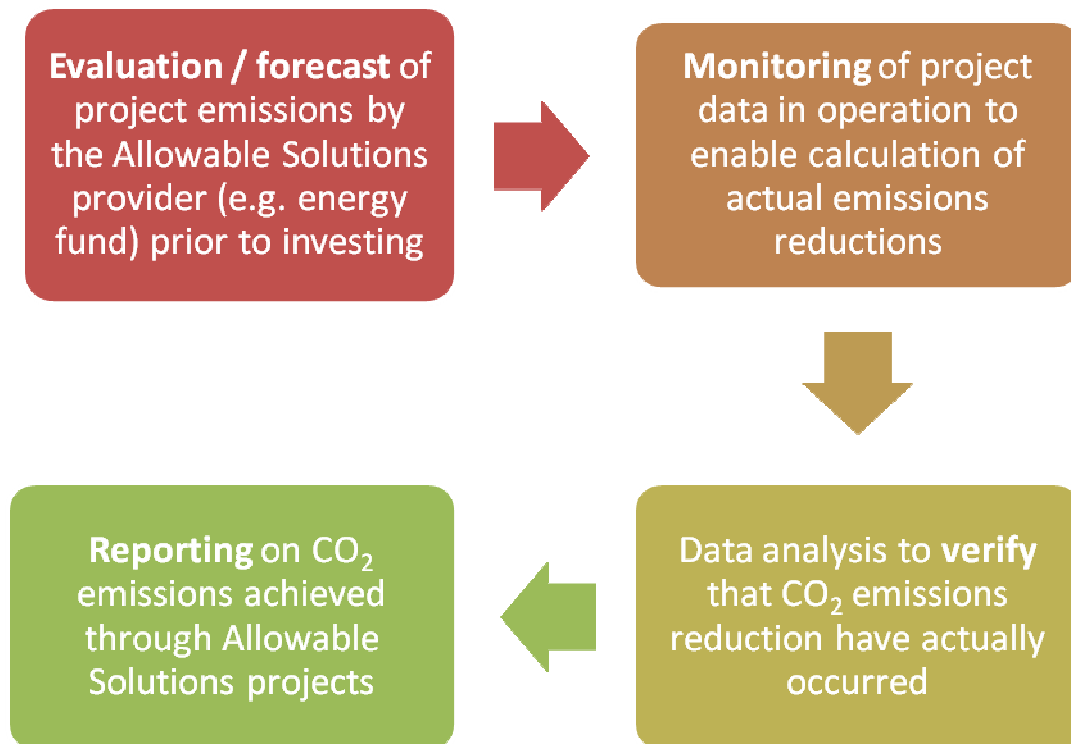 Evaluation / forecast of
project emissions by
the Allowable Solutions
provider (e.g. energy
fund) prior to investing
Monitoring of project
data in operation to
enable calculation of
actual emissions
reductions
Data analysis to verify
that CO₂ emissions
reduction have actually
occurred
Reporting on CO₂
emissions achieved
through Allowable
Solutions projects